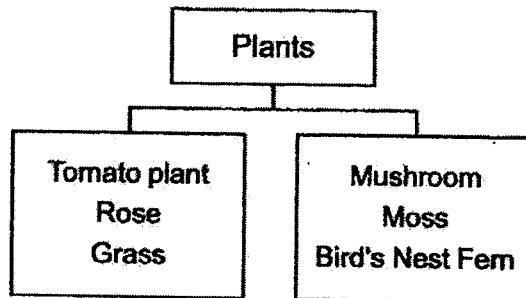 Plants
Tomato plant
Rose
Grass
Mushroom
Moss
Bird's Nest Fern